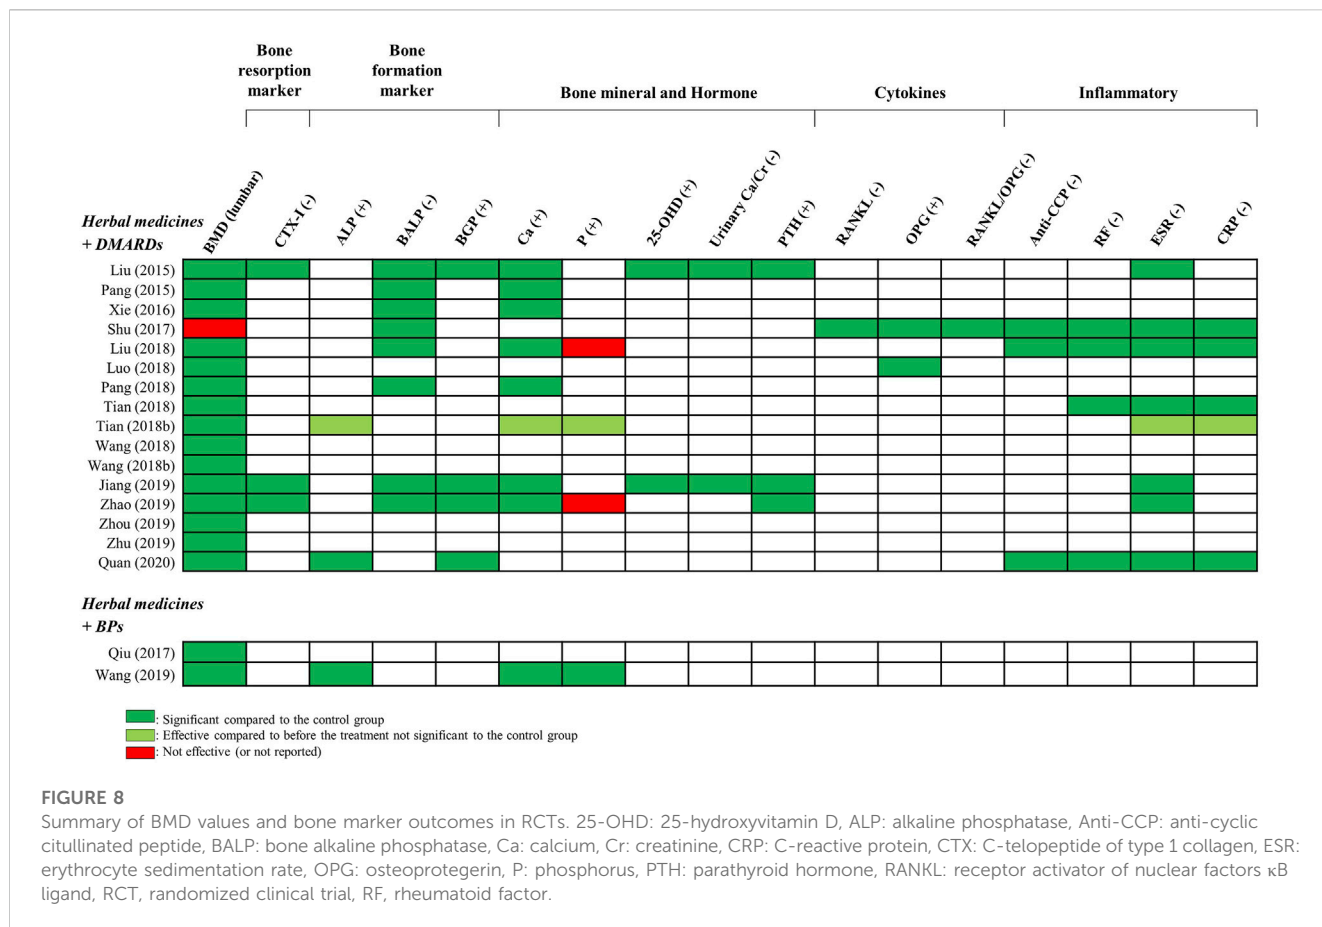 Bone
resorption
marker
Bone
formation
marker
Bone mineral and Hormone
Cytokines
Inflammatory
Herbal medicines
+ DMARDs
BMD (lumbar)
CTX-I (-)
ALP (+)
BALP (-)
BGP (+)
Ca (+)
P (+)
25-OHD (+)
Urinary Ca/Cr (-)
PTH (+)
RANKL (-)
OPG (+)
RANKL/OPG (-)
Anti-CCP (-)
RF (-)
ESR (-)
CRP (-)
Liu (2015)
Pang (2015)
Xie (2016)
Shu (2017)
Liu (2018)
Luo (2018)
Pang (2018)
Tian (2018)
Tian (2018b)
Wang (2018)
Wang (2018b)
Jiang (2019)
Zhao (2019)
Zhou (2019)
Zhu (2019)
Quan (2020)
Herbal medicines
+ BPs
Qiu (2017)
Wang (2019)
: Significant compared to the control group
: Effective compared to before the treatment not significant to the control group
: Not effective (or not reported)
FIGURE 8
Summary of BMD values and bone marker outcomes in RCTs. 25-OHD: 25-hydroxyvitamin D, ALP: alkaline phosphatase, Anti-CCP: anti-cyclic
citullinated peptide, BALP: bone alkaline phosphatase, Ca: calcium, Cr: creatinine, CRP: C-reactive protein, CTX: C-telopeptide of type 1 collagen, ESR:
erythrocyte sedimentation rate, OPG: osteoprotegerin, P: phosphorus, PTH: parathyroid hormone, RANKL: receptor activator of nuclear factors κB
ligand, RCT, randomized clinical trial, RF, rheumatoid factor.